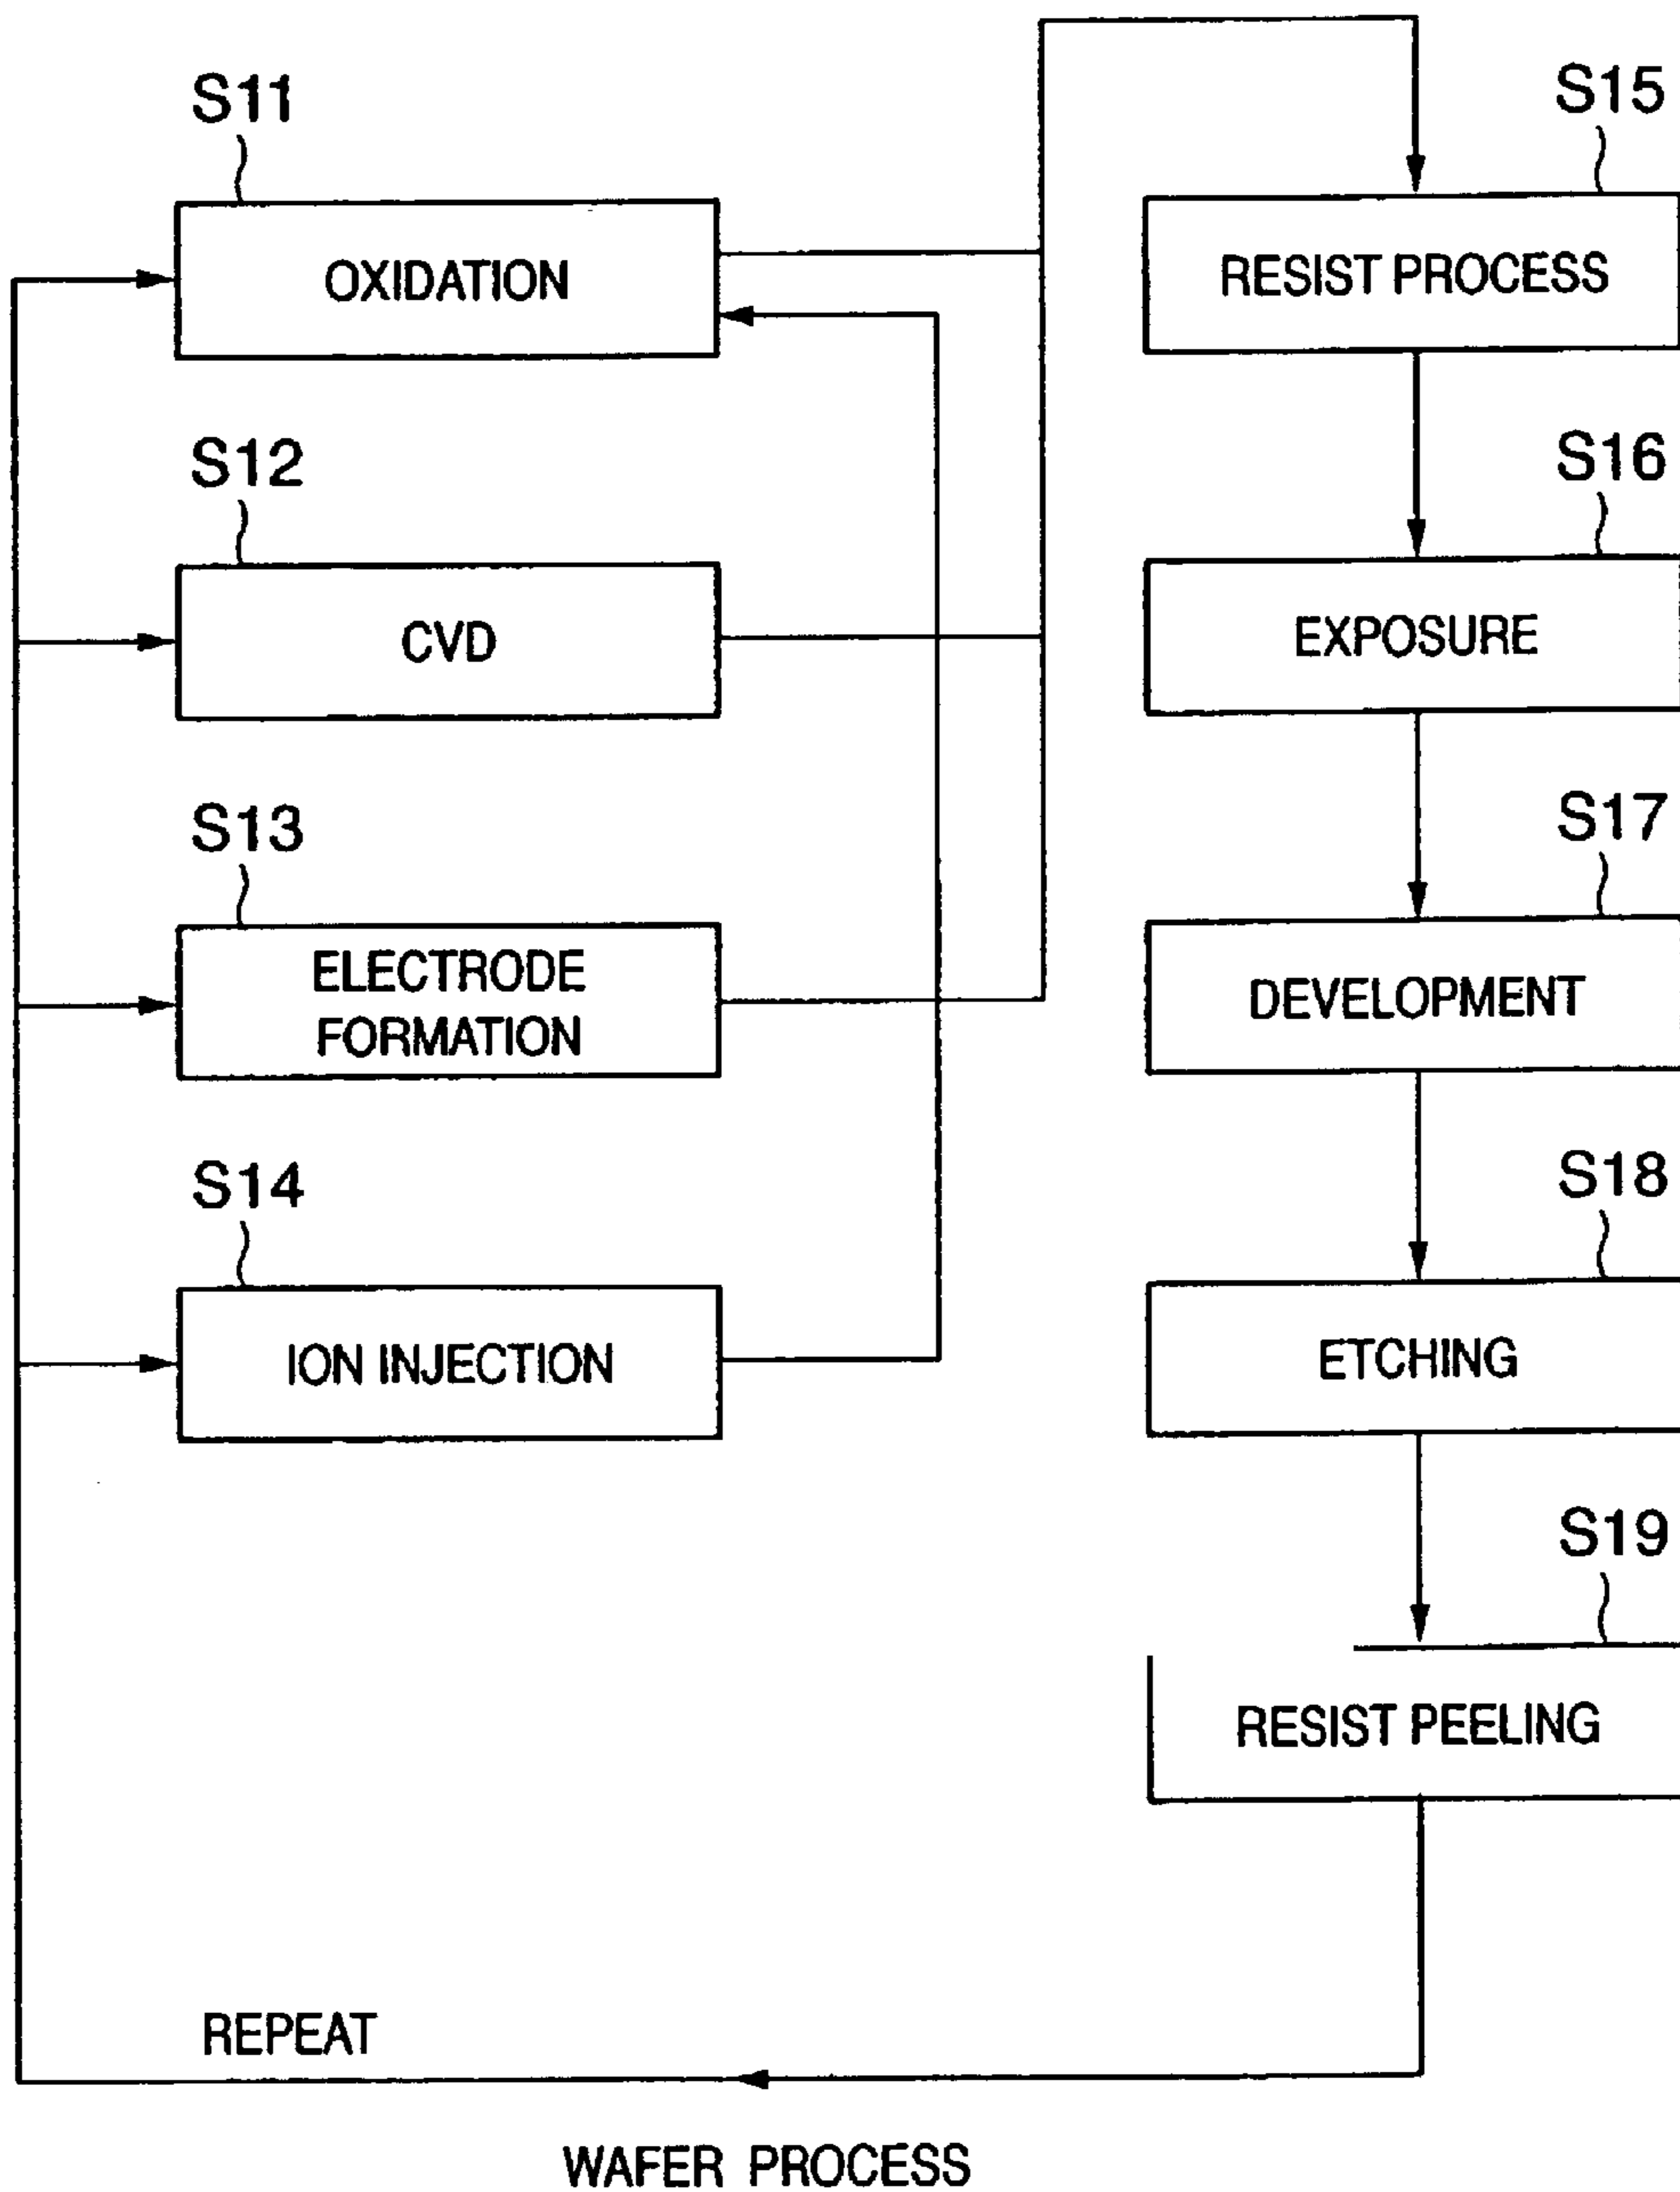 S11
OXIDATION
S12
CVD
S13
ELECTRODE
FORMATION
S14
ION INJECTION
S15
RESIST PROCESS
S16
EXPOSURE
S17
DEVELOPMENT
S18
ETCHING
S19
RESIST PEELING
REPEAT
WAFER PROCESS